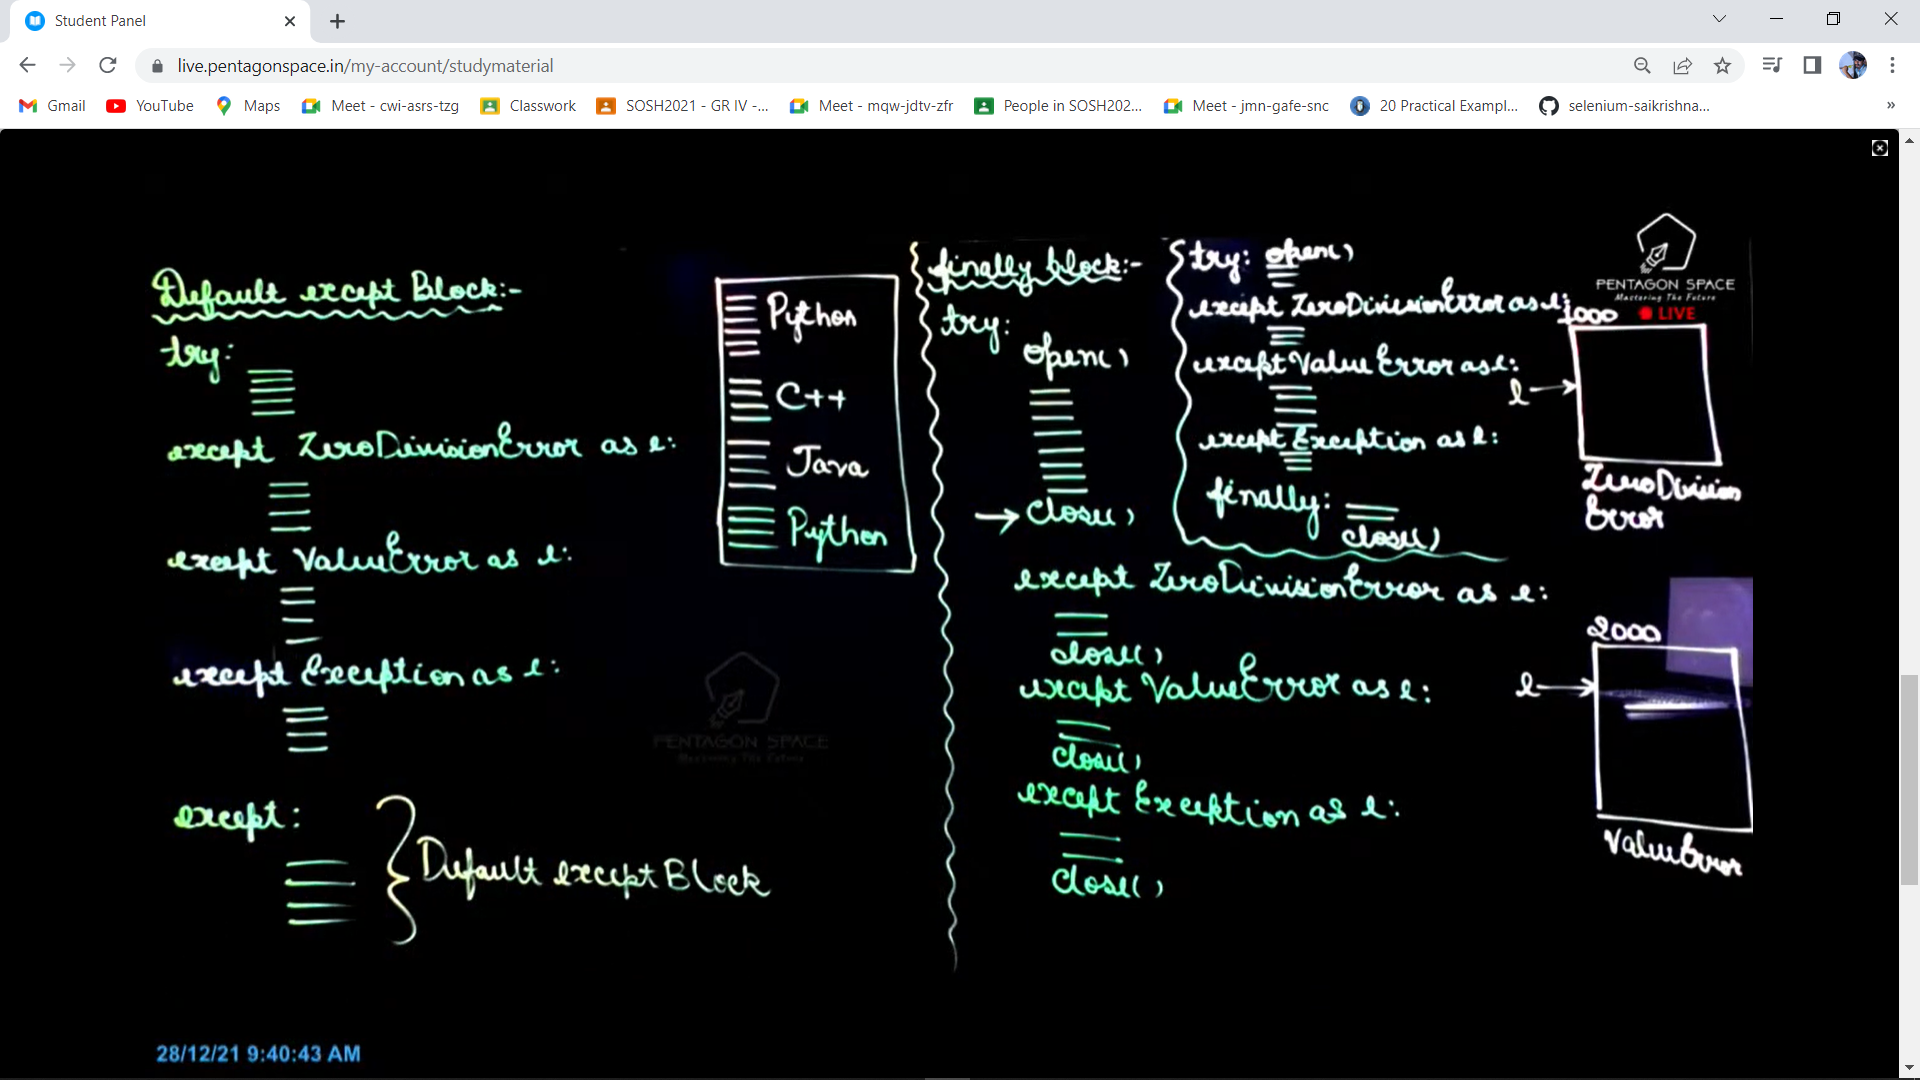 Student Panel
live.pentagonspace.in/my-account/studymaterial
Gmail
YouTube
Maps
Meet - cwi-asrs-tzg
Classwork
SOSH2021 - GR IV -...
Meet - mqw-jdtv-zfr
People in SOSH202...
Meet - jmn-gafe-snc
20 Practical Exampl...
selenium-saikrishna...
»
Default except Block:-
try:
except ZeroDivisionError as e:
except ValueError as e:
except Exception as e:
except:
Default except Block
Python
C++
Java
Python
finally block:-
try:
open()
close()
except ZeroDivisionError as e:
close()
except ValueError as e:
close()
except Exception as e:
close()
try: open()
except ZeroDivisionError as e:
except ValueError as e:
except Exception as e:
finally:
close()
PENTAGON SPACE
Mastering The Future
LIVE
1000
e
ZeroDivision
Error
2000
e
ValueError
PENTAGON SPACE
Mastering The Future
28/12/21 9:40:43 AM